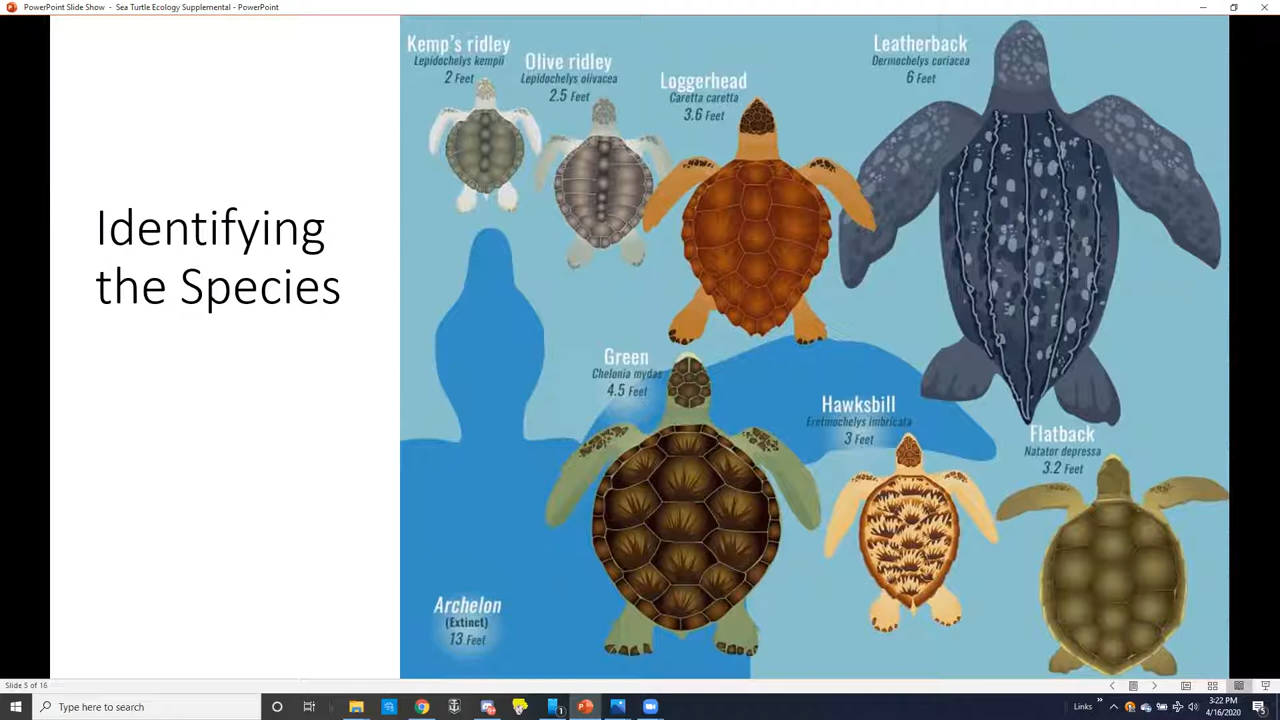 PowerPoint Slide Show - Sea Turtle Ecology Supplemental - PowerPoint
Identifying
the Species
Kemp's ridley
Lepidochelys kempii
2 Feet
Olive ridley
Lepidochelys olivacea
2.5 Feet
Loggerhead
Caretta caretta
3.6 Feet
Leatherback
Dermochelys coriacea
6 Feet
Green
Chelonia mydas
4.5 Feet
Hawksbill
Eretmochelys imbricata
3 Feet
Flatback
Natator depressa
3.2 Feet
Archelon
(Extinct)
13 Feet
Slide 5 of 16
Type here to search
Links
3:22 PM
4/16/2020